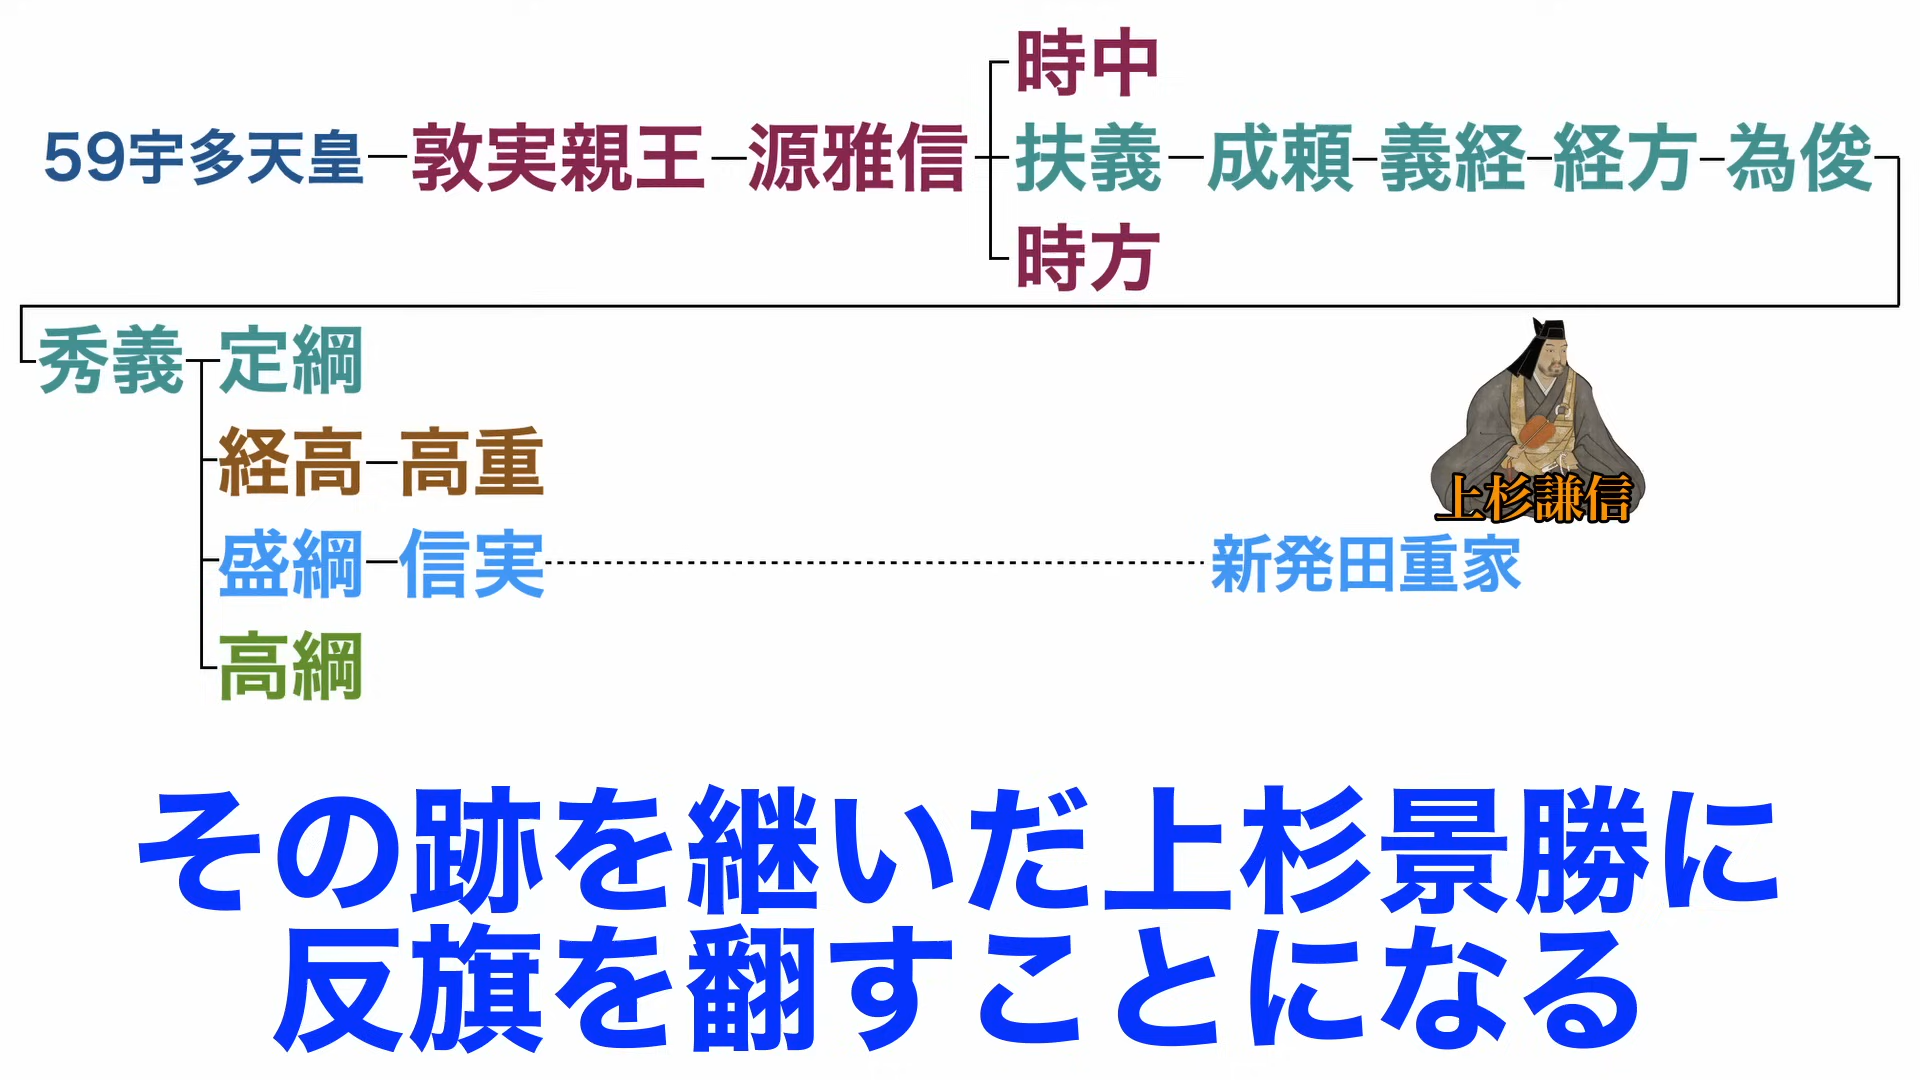 時中
59宇多天皇 敦実親王 源雅信 扶義 成頼 義経 経方 為俊
時方
秀義 定綱
経高 高重
上杉謙信
盛綱 信実 新発田重家
高綱
その跡を継いだ上杉景勝に
反旗を翻すことになる